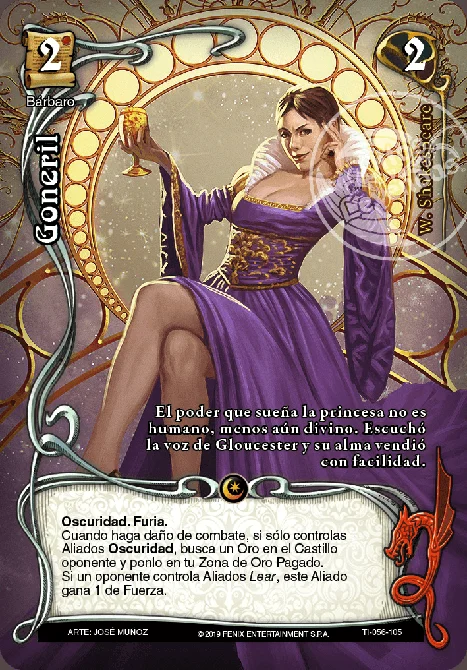 2
2
Bárbaro
Goneril
W. Shakespeare
El poder que sueña la princesa no es
humano, menos aún divino. Escuchó
la voz de Gloucester y su alma vendió
con facilidad.
Oscuridad. Furia.
Cuando haga daño de combate, si sólo controlas
Aliados Oscuridad, busca un Oro en el Castillo
oponente y ponlo en tu Zona de Oro Pagado.
Si un oponente controla Aliados Lear, este Aliado
gana 1 de Fuerza.
ARTE: JOSÉ MUÑOZ
© 2019 FENIX ENTERTAINMENT S.P.A.
TI-056-105